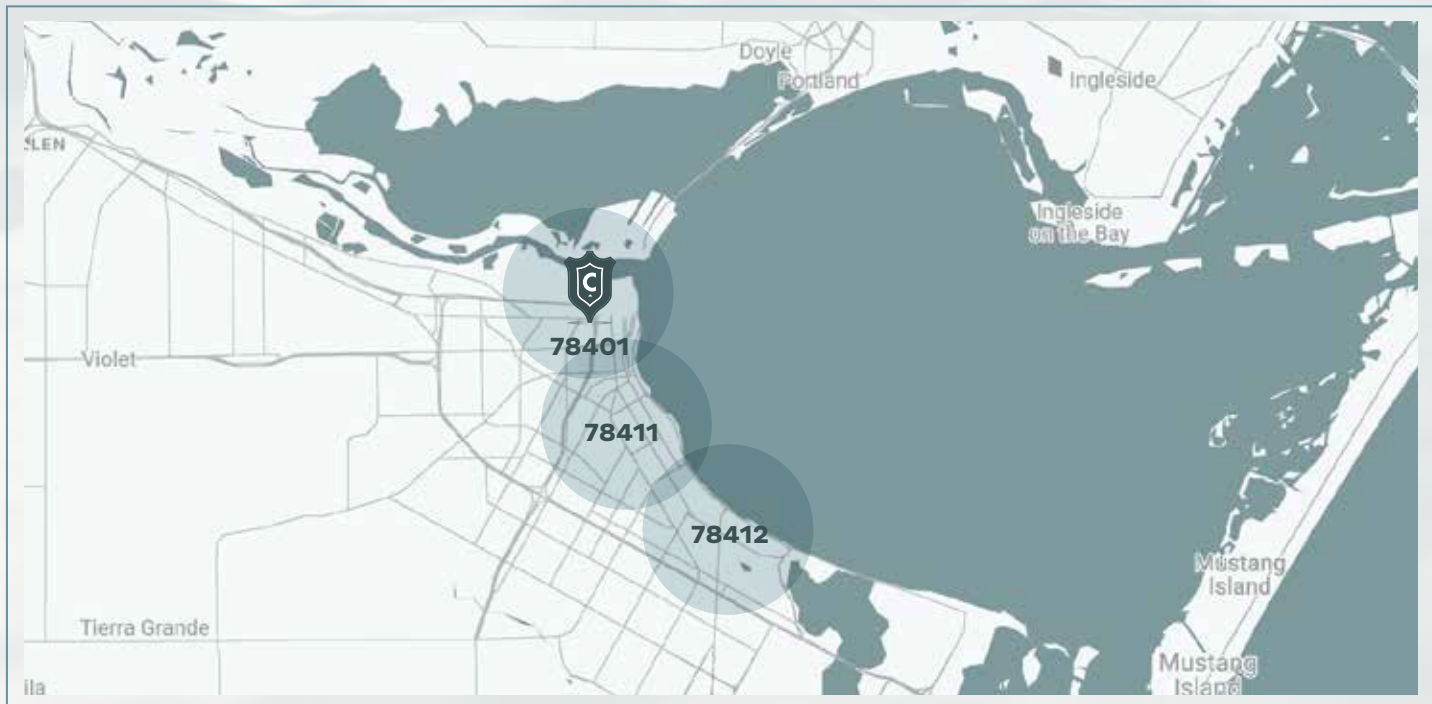 Doyle
Portland
Ingleside
LEN
Ingleside
on the Bay
C
78401
Violet
78411
78412
Mustang
Island
Tierra Grande
Mustang
Island
ila